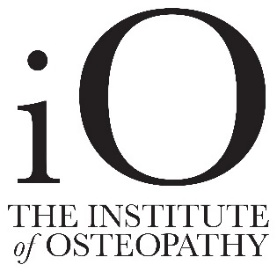 iO
THE INSTITUTE
of OSTEOPATHY